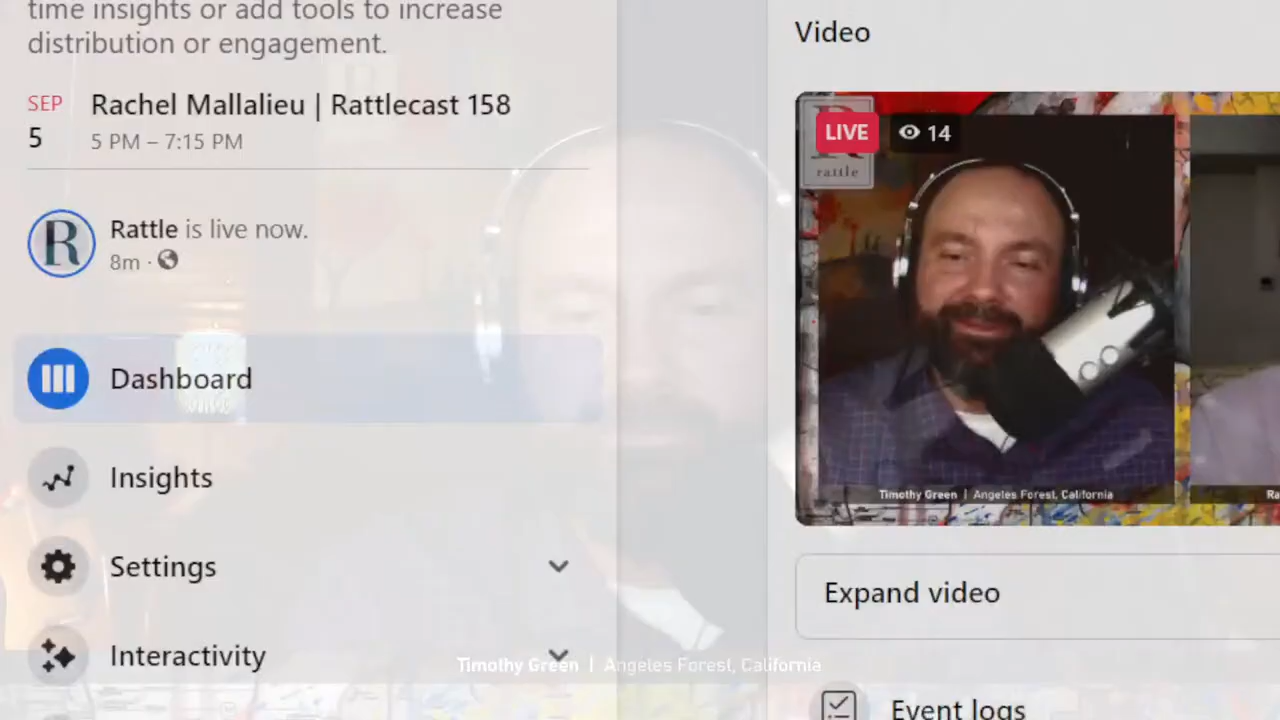 time insights or add tools to increase
distribution or engagement.
SEP
5
Rachel Mallalieu | Rattlecast 158
5 PM – 7:15 PM
R
Rattle is live now.
8m ·
Dashboard
Insights
Settings
Interactivity
Timothy Green | Angeles Forest, California
Video
LIVE
14
R
rattle
Timothy Green | Angeles Forest, California
Ra
Expand video
Event logs